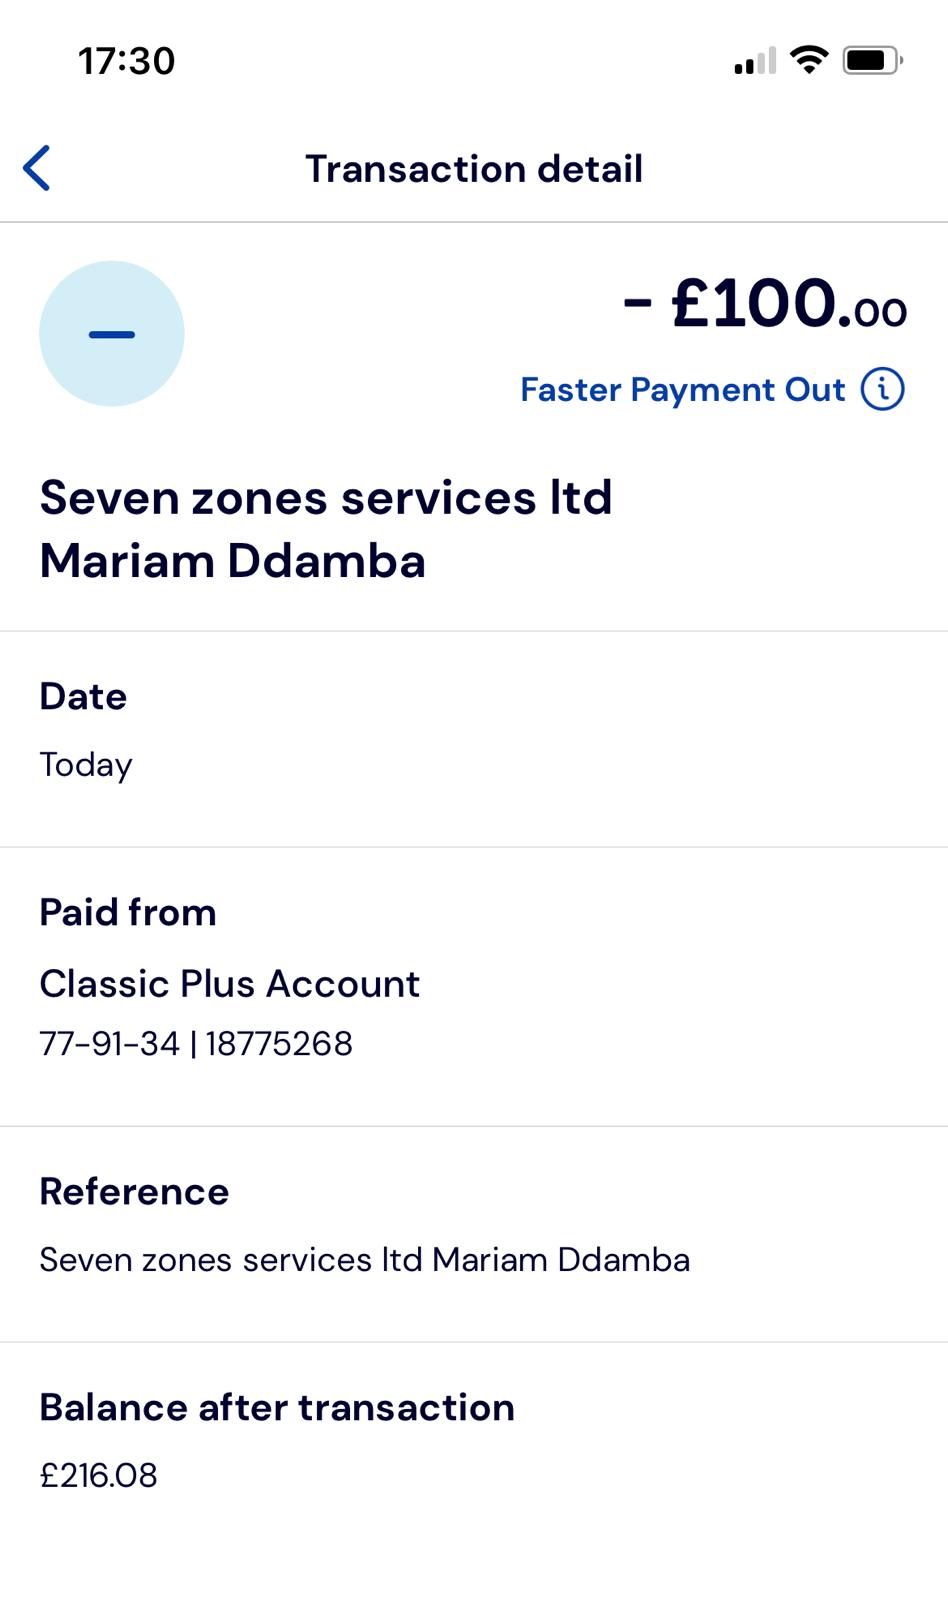 17:30
Transaction detail
- £100.00
Faster Payment Out
Seven zones services ltd
Mariam Ddamba
Date
Today
Paid from
Classic Plus Account
77-91-34 | 18775268
Reference
Seven zones services ltd Mariam Ddamba
Balance after transaction
£216.08